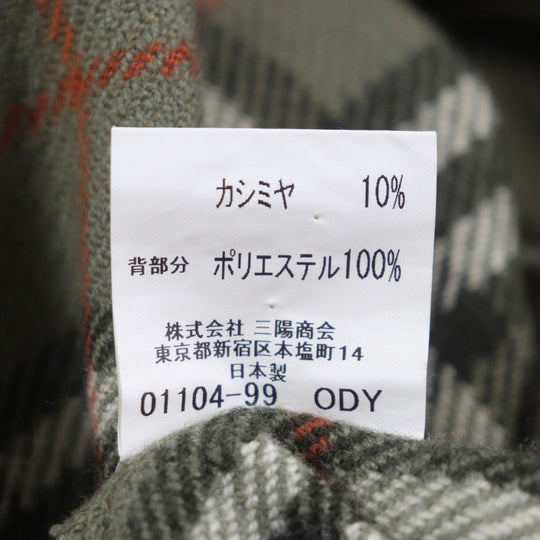 カシミヤ 10%
背部分 ポリエステル100%
株式会社 三陽商会
東京都新宿区本塩町14
日本製
01104-99 ODY